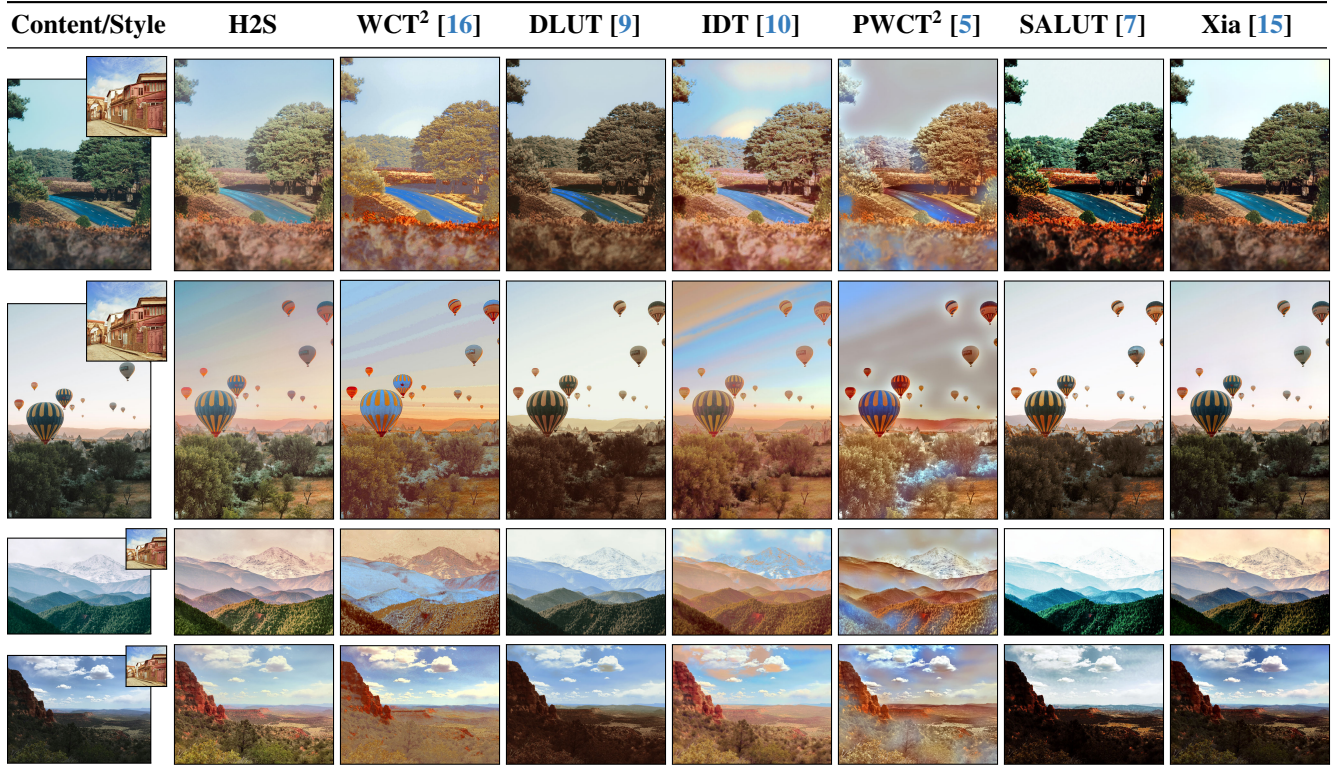 Content/Style H2S WCT² [16] DLUT [9] IDT [10] PWCT² [5] SALUT [7] Xia [15]